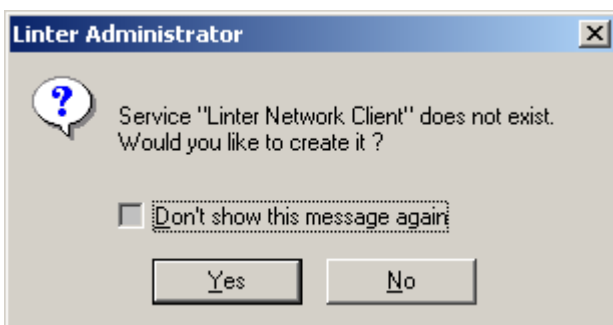 Linter Administrator
?
Service "Linter Network Client" does not exist.
Would you like to create it ?
Don't show this message again
Yes
No